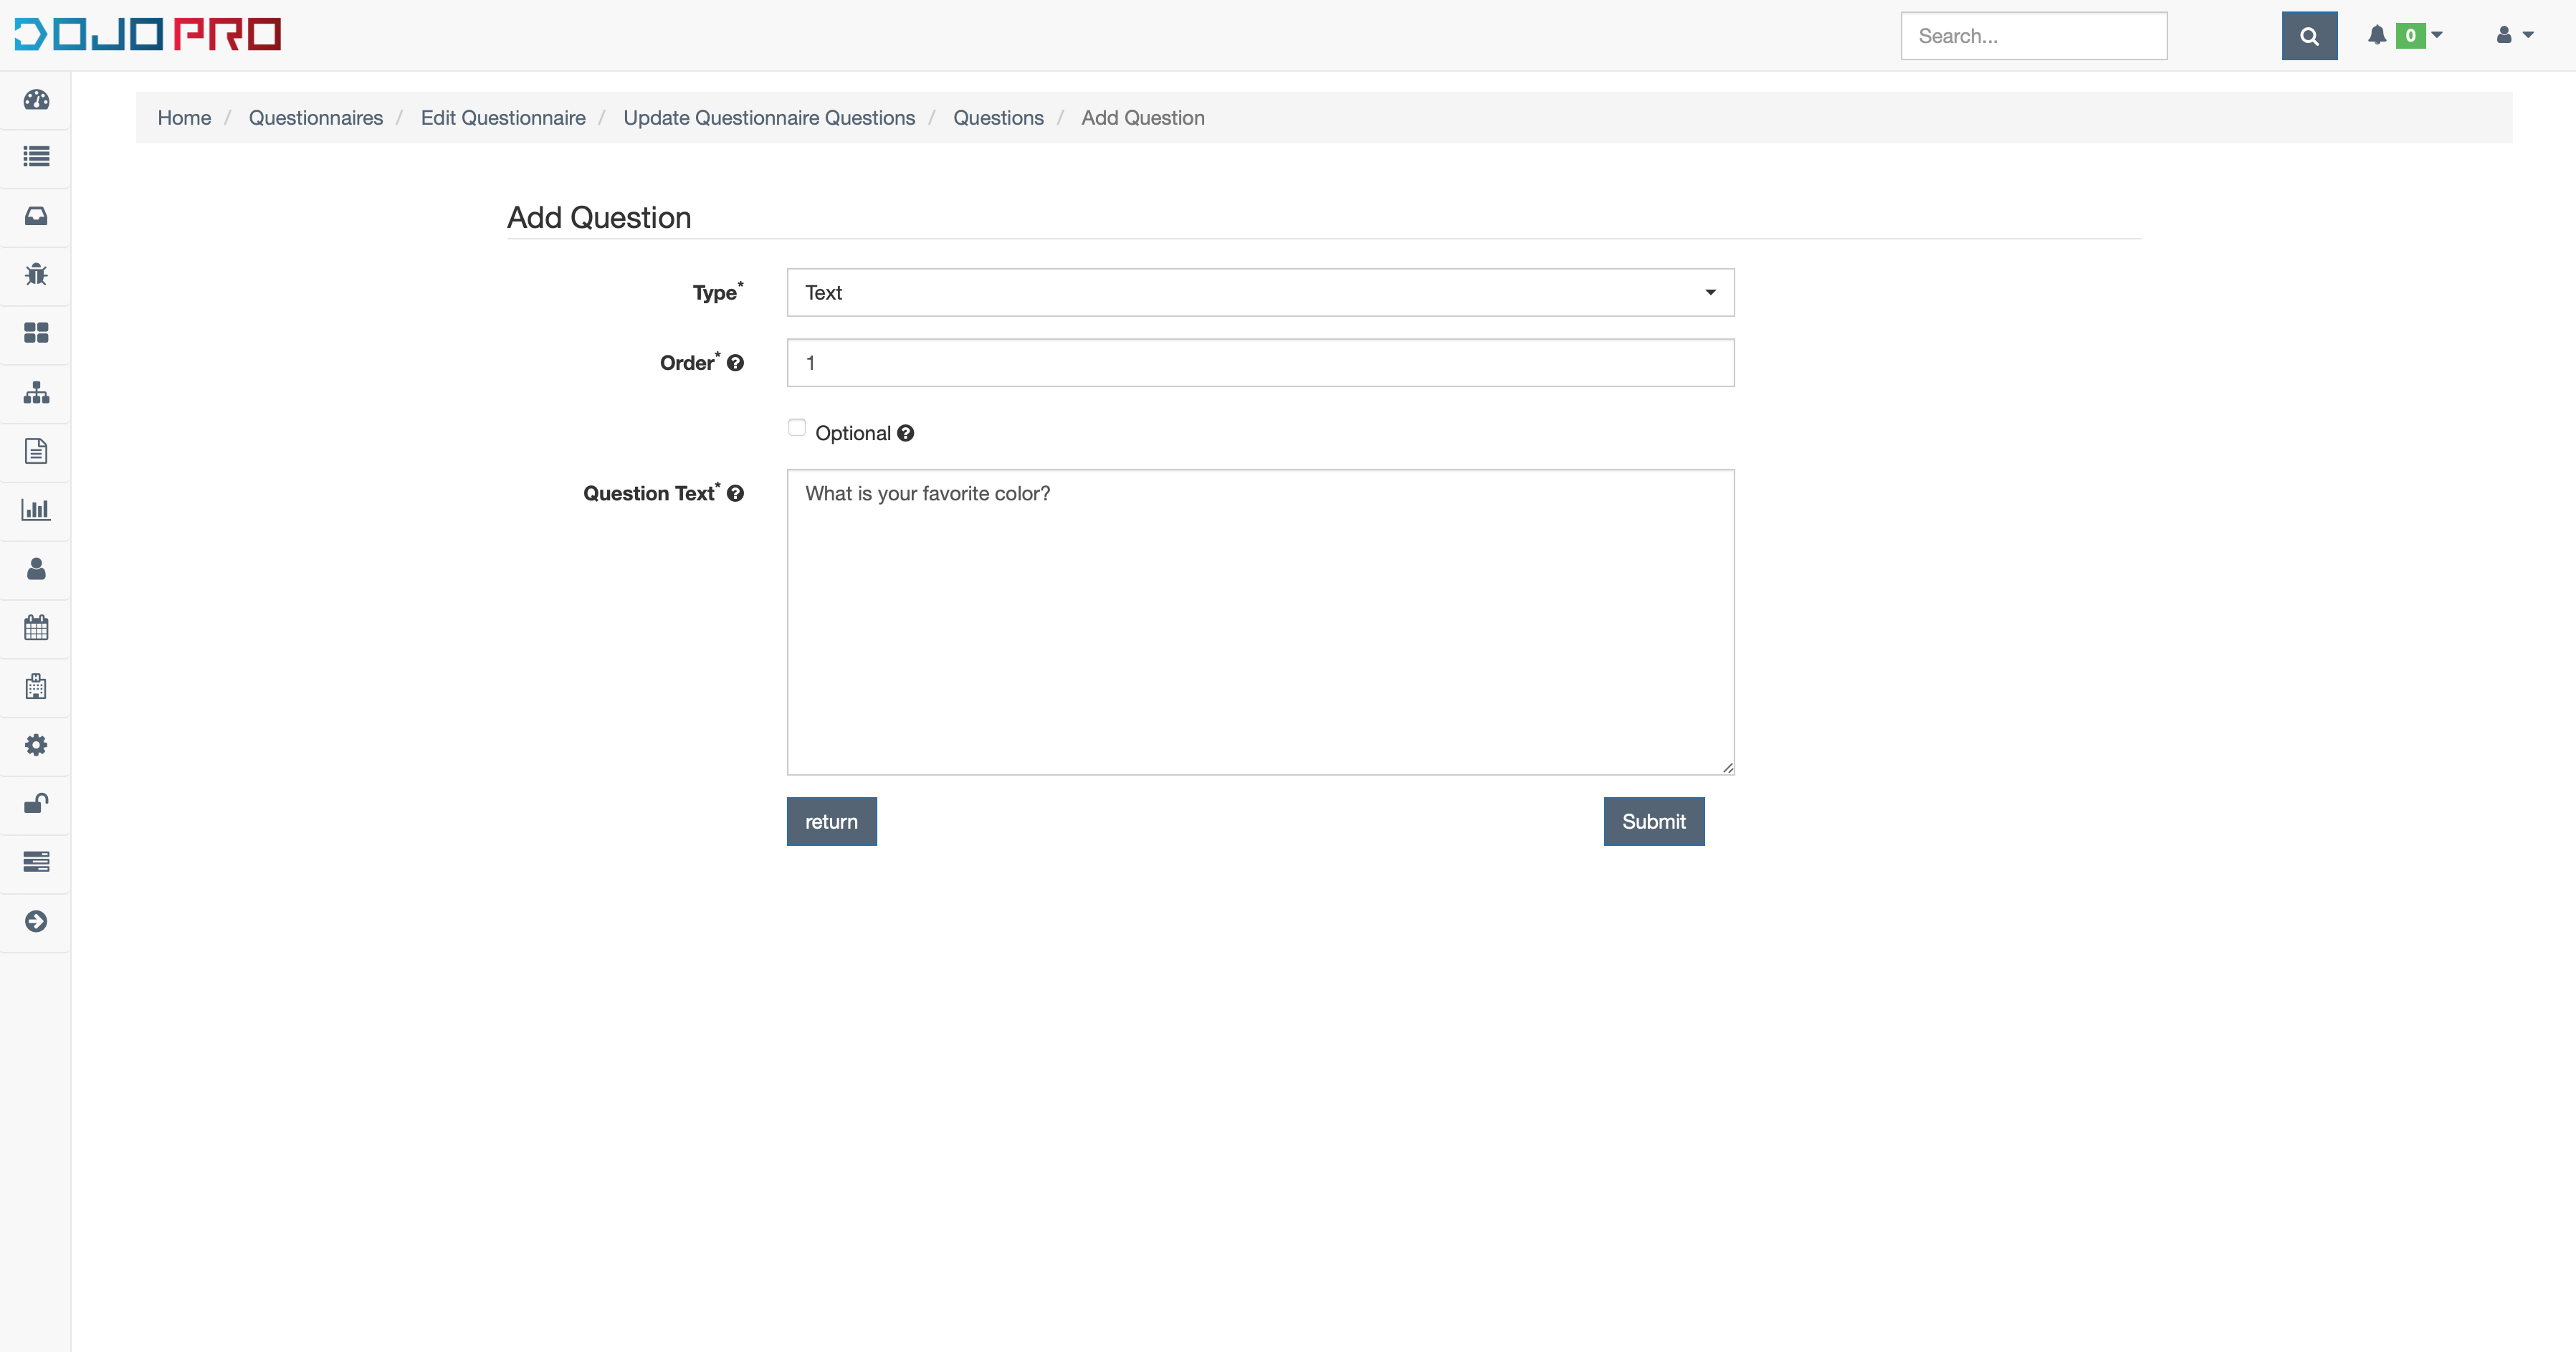 DOJO PRO
Search...
0
Home / Questionnaires / Edit Questionnaire / Update Questionnaire Questions / Questions / Add Question
Add Question
Type* Text
Order* 1
Optional
Question Text* What is your favorite color?
return Submit